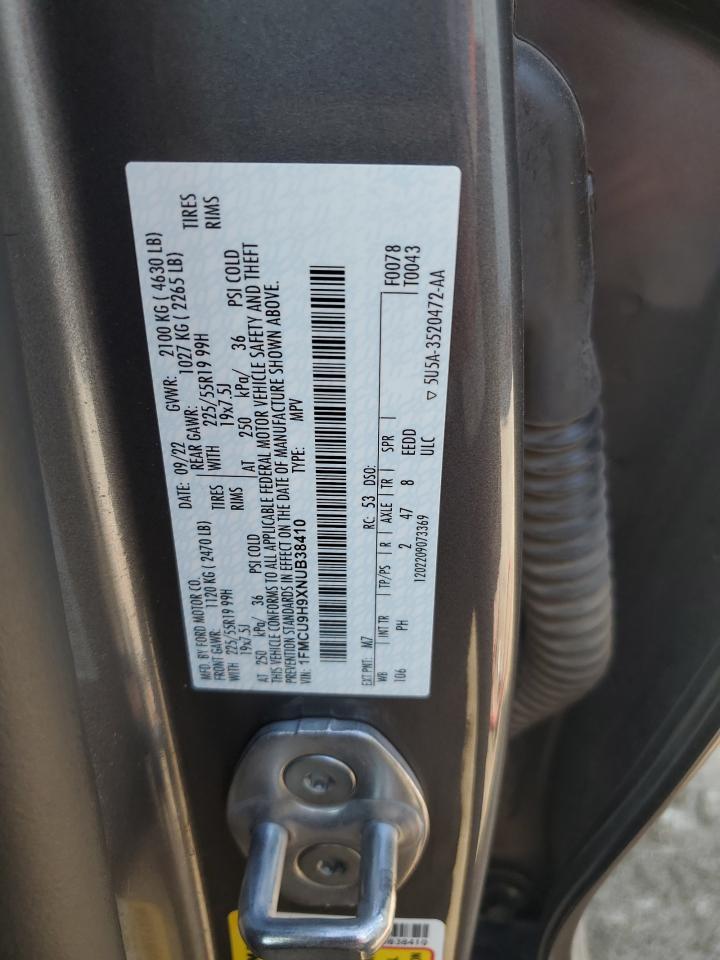 MFD. BY FORD MOTOR CO. DATE: 09/22 GVWR: 2100 KG ( 4630 LB)
FRONT GAWR: 1120 KG (2470 LB) REAR GAWR: 1027 KG ( 2265 LB)
WITH 225/55R19 99H TIRES WITH 225/55R19 99H TIRES
19x7.5J RIMS 19x7.5J RIMS
AT 250 kPa/ 36 PSI COLD AT 250 kPa/ 36 PSI COLD
THIS VEHICLE CONFORMS TO ALL APPLICABLE FEDERAL MOTOR VEHICLE SAFETY AND THEFT
PREVENTION STANDARDS IN EFFECT ON THE DATE OF MANUFACTURE SHOWN ABOVE.
VIN: 1FMCU9H9XNUB38410 TYPE: MPV
EXT PNT: M7 RC: 53 DSO: F0078
WB INT TR TP/PS R AXLE TR SPR T0043
106 PH 2 47 8 EEDD
1202209073369 ULC ▽ 5U5A-3520472-AA